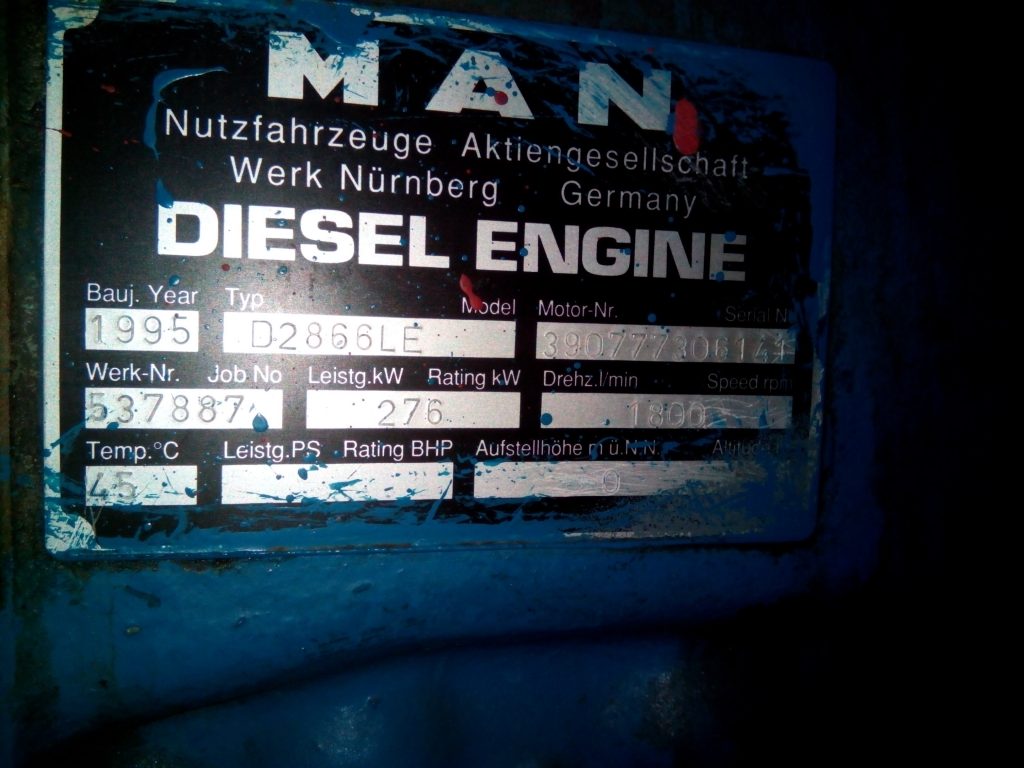 MAN
Nutzfahrzeuge Aktiengesellschaft
Werk Nürnberg Germany
DIESEL ENGINE
Bauj. Year Typ Model Motor-Nr. Serial N
1995 D2866LE 390777306141
Werk-Nr. Job No Leistg.kW Rating kW Drehz.l/min Speed rpm
537887 276 1800
Temp.°C Leistg.PS Rating BHP Aufstellhöhe m ü.N.N.
45 0